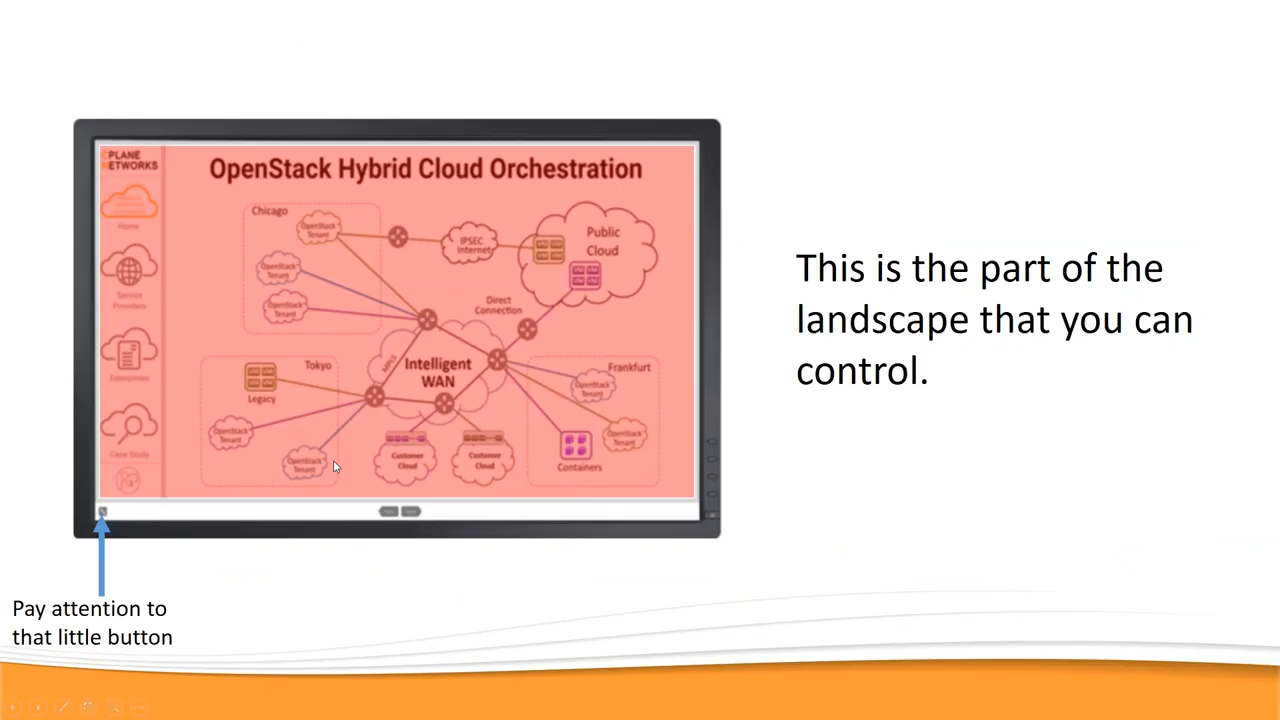 CPLANE
NETWORKS
OpenStack Hybrid Cloud Orchestration
Home
Service
Providers
Enterprises
Case Study
Chicago
OpenStack
Tenant
OpenStack
Tenant
OpenStack
Tenant
IPSEC
Internet
Public
Cloud
Direct
Connection
MPLS
Intelligent
WAN
Tokyo
Legacy
OpenStack
Tenant
OpenStack
Tenant
Customer
Cloud
Customer
Cloud
Frankfurt
OpenStack
Tenant
OpenStack
Tenant
Containers
This is the part of the
landscape that you can
control.
Pay attention to
that little button